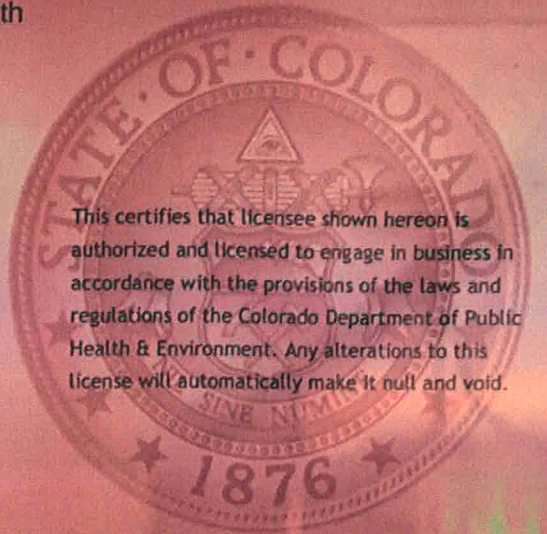 th
STATE · OF · COLORADO
This certifies that licensee shown hereon is
authorized and licensed to engage in business in
accordance with the provisions of the laws and
regulations of the Colorado Department of Public
Health & Environment. Any alterations to this
license will automatically make it null and void.
SINE NUMI
1876